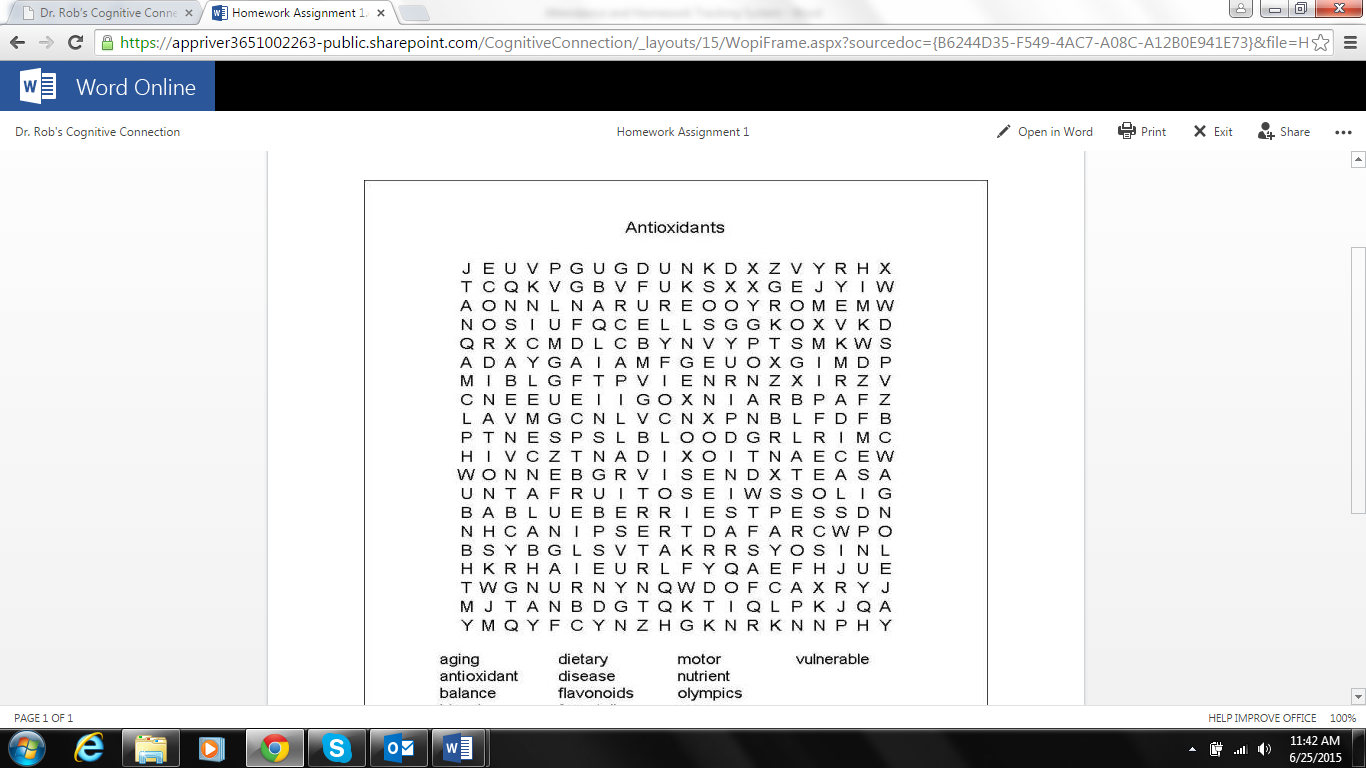 Dr. Rob's Cognitive Conne
Homework Assignment 1.
https://appriver3651002263-public.sharepoint.com/CognitiveConnection/_layouts/15/WopiFrame.aspx?sourcedoc={B6244D35-F549-4AC7-A08C-A12B0E941E73}&file=H
Word Online
Dr. Rob's Cognitive Connection Homework Assignment 1 Open in Word Print Exit Share
Antioxidants
J E U V P G U G D U N K D X Z V Y R H X
T C Q K V G B V F U K S X X G E J Y I W
A O N N L N A R U R E O O Y R O M E M W
N O S I U F Q C E L L S G G K O X V K D
Q R X C M D L C B Y N V Y P T S M K W S
A D A Y G A I A M F G E U O X G I M D P
M I B L G F T P V I E N R N Z X I R Z V
C N E E U E I I G O X N I A R B P A F Z
L A V M G C N L V C N X P N B L F D F B
P T N E S P S L B L O O D G R L R I M C
H I V C Z T N A D I X O I T N A E C E W
W O N N E B G R V I S E N D X T E A S A
U N T A F R U I T O S E I W S S O L I G
B A B L U E B E R R I E S T P E S S D N
N H C A N I P S E R T D A F A R C W P O
B S Y B G L S V T A K R R S Y O S I N L
H K R H A I E U R L F Y Q A E F H J U E
T W G N U R N Y N Q W D O F C A X R Y J
M J T A N B D G T Q K T I Q L P K J Q A
Y M Q Y F C Y N Z H G K N R K N N P H Y
aging dietary motor vulnerable
antioxidant disease nutrient
balance flavonoids olympics
PAGE 1 OF 1 HELP IMPROVE OFFICE 100%
11:42 AM
6/25/2015